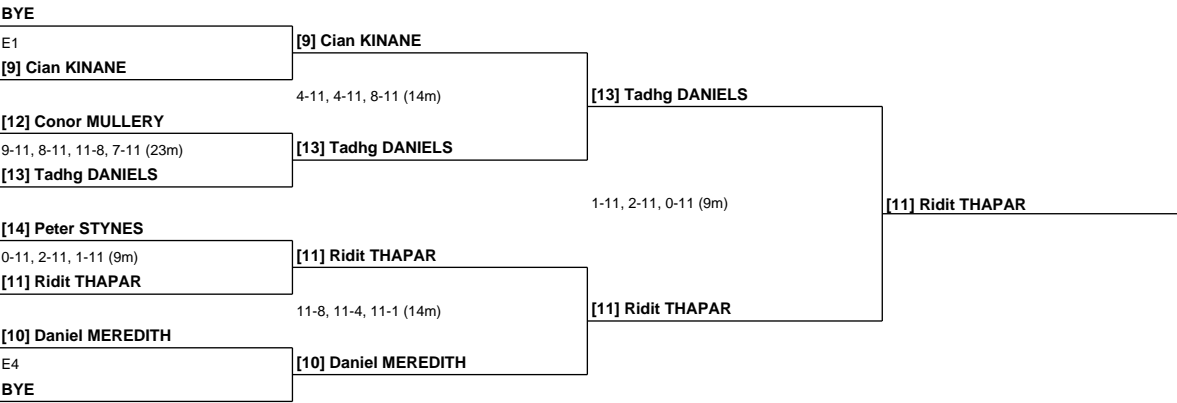 BYE
E1
[9] Cian KINANE
[9] Cian KINANE
4-11, 4-11, 8-11 (14m)
[12] Conor MULLERY
9-11, 8-11, 11-8, 7-11 (23m)
[13] Tadhg DANIELS
[13] Tadhg DANIELS
[13] Tadhg DANIELS
1-11, 2-11, 0-11 (9m)
[11] Ridit THAPAR
[14] Peter STYNES
0-11, 2-11, 1-11 (9m)
[11] Ridit THAPAR
[11] Ridit THAPAR
11-8, 11-4, 11-1 (14m)
[11] Ridit THAPAR
[10] Daniel MEREDITH
E4
BYE
[10] Daniel MEREDITH